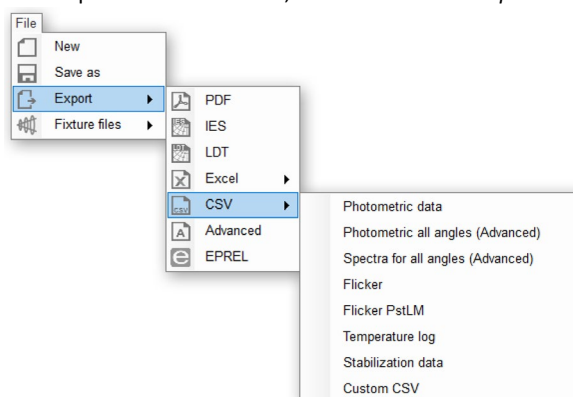 File
New
Save as
Export
Fixture files
PDF
IES
LDT
Excel
CSV
Advanced
EPREL
Photometric data
Photometric all angles (Advanced)
Spectra for all angles (Advanced)
Flicker
Flicker PstLM
Temperature log
Stabilization data
Custom CSV